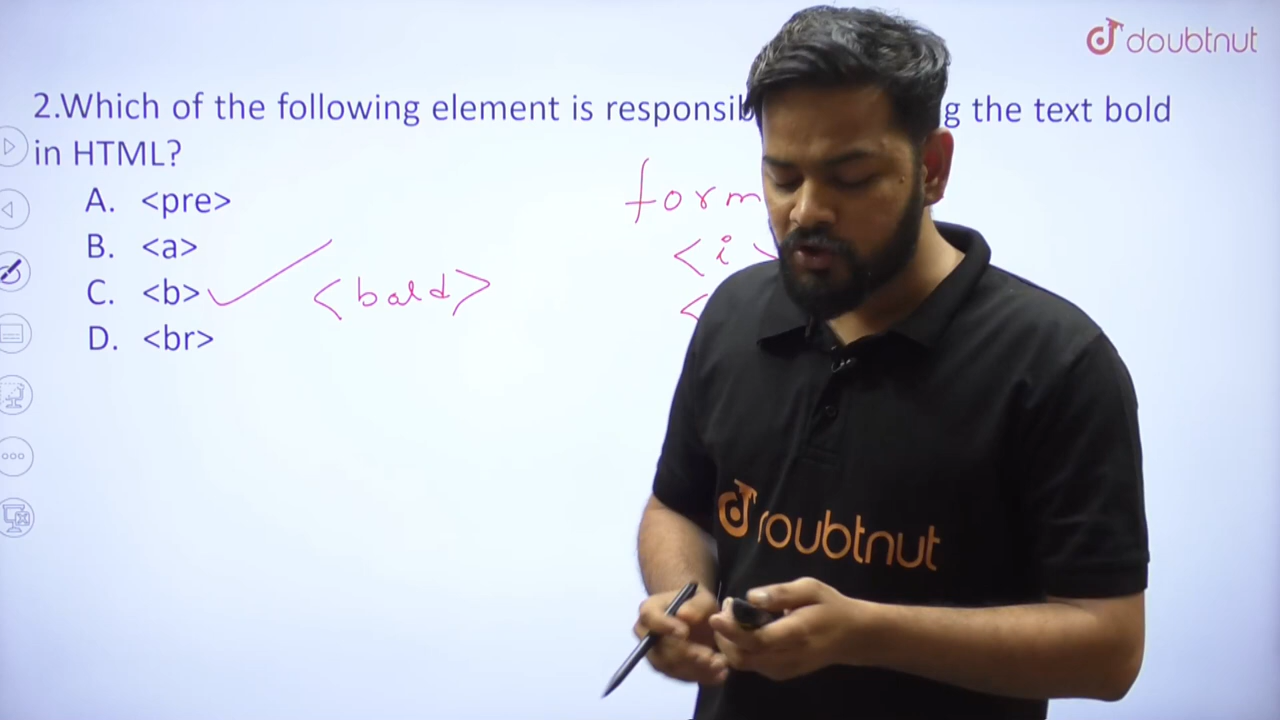 doubtnut
2.Which of the following element is responsib g the text bold
in HTML?
A. <pre>
B. <a>
C. <b> <bold>
D. <br>
form
<i>
<
doubtnut